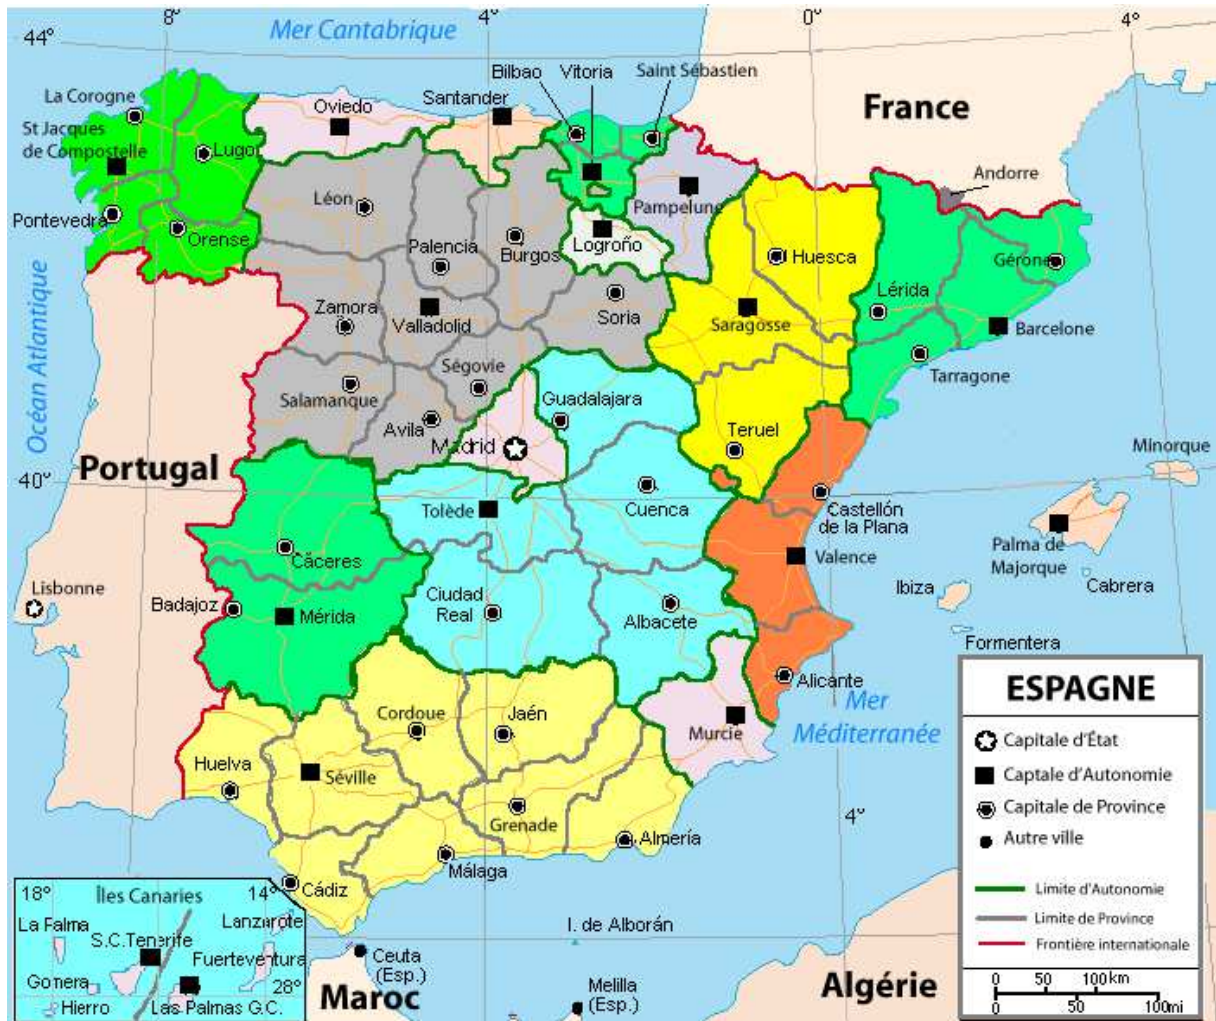 8°
4°
0°
4°
44°
Mer Cantabrique
Bilbao
Vitoria
Saint Sébastien
La Corogne
Oviedo
Santander
France
St Jacques
de Compostelle
Lugo
Andorre
Léon
Pampelune
Pontevedra
Orense
Palencia
Burgos
Logroño
Huesca
Gérone
Océan Atlantique
Zamora
Valladolid
Soria
Saragosse
Lérida
Barcelone
Ségovie
Salamanque
Avila
Guadalajara
Tarragone
Madrid
Teruel
Minorque
Portugal
40°
Tolède
Cuenca
Castellón
de la Plana
Valence
Palma de
Majorque
Cáceres
Lisbonne
Badajoz
Mérida
Ciudad
Real
Albacete
Ibiza
Cabrera
Formentera
Alicante
Mer
Méditerranée
Murcie
Cordoue
Jaén
Huelva
Séville
Grenade
Almería
4°
Málaga
Cádiz
18°
Îles Canaries
14°
La Palma
Lanzarote
S.C.Tenerife
Fuerteventura
Gomera
28°
Hierro
Las Palmas G.C.
I. de Alborán
Ceuta
(Esp.)
Maroc
Melilla
(Esp.)
Algérie
ESPAGNE
Capitale d'État
Captale d'Autonomie
Capitale de Province
Autre ville
Limite d'Autonomie
Limite de Province
Frontière internationale
0 50 100km
0 50 100mi